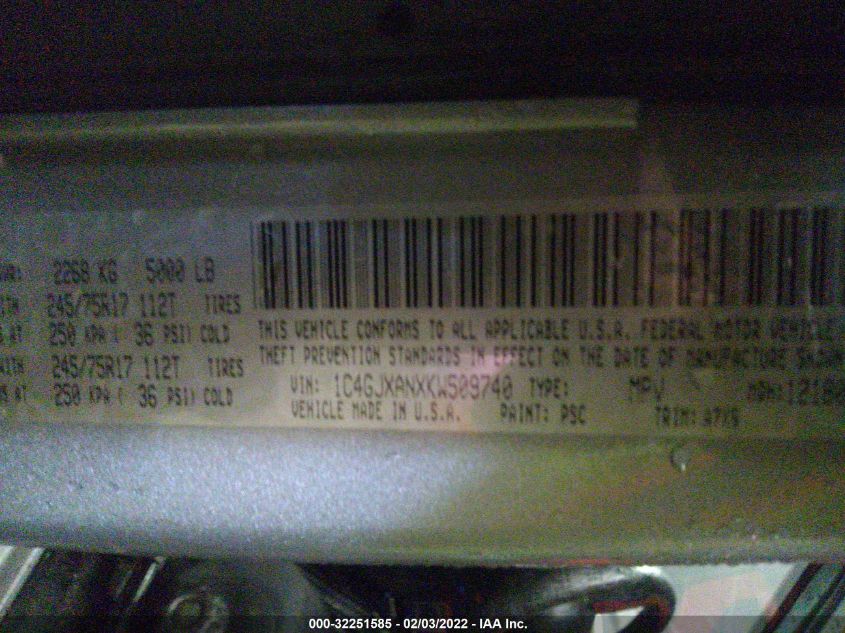 2268 KG 5000 LB
245/75R17 112T TIRES
250 KPA ( 36 PSI) COLD
245/75R17 112T TIRES
250 KPA ( 36 PSI) COLD
THIS VEHICLE CONFORMS TO ALL APPLICABLE U.S.A. FEDERAL MOTOR VEHICLE
THEFT PREVENTION STANDARDS IN EFFECT ON THE DATE OF MANUFACTURE SHOWN
VIN: 1C4GJXANXKW509740 TYPE: MPV
VEHICLE MADE IN U.S.A. PAINT: PSC TRIM: A7X9
000-32251585 - 02/03/2022 - IAA Inc.